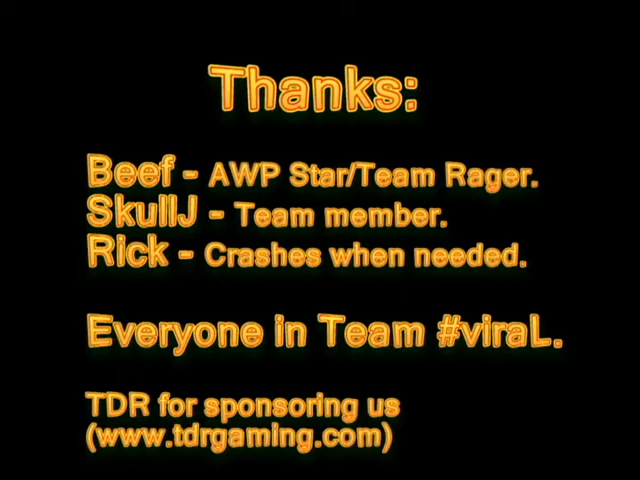 Thanks:
Beef - AWP Star/Team Rager.
SkullJ - Team member.
Rick - Crashes when needed.
Everyone in Team #viraL.
TDR for sponsoring us
(www.tdrgaming.com)